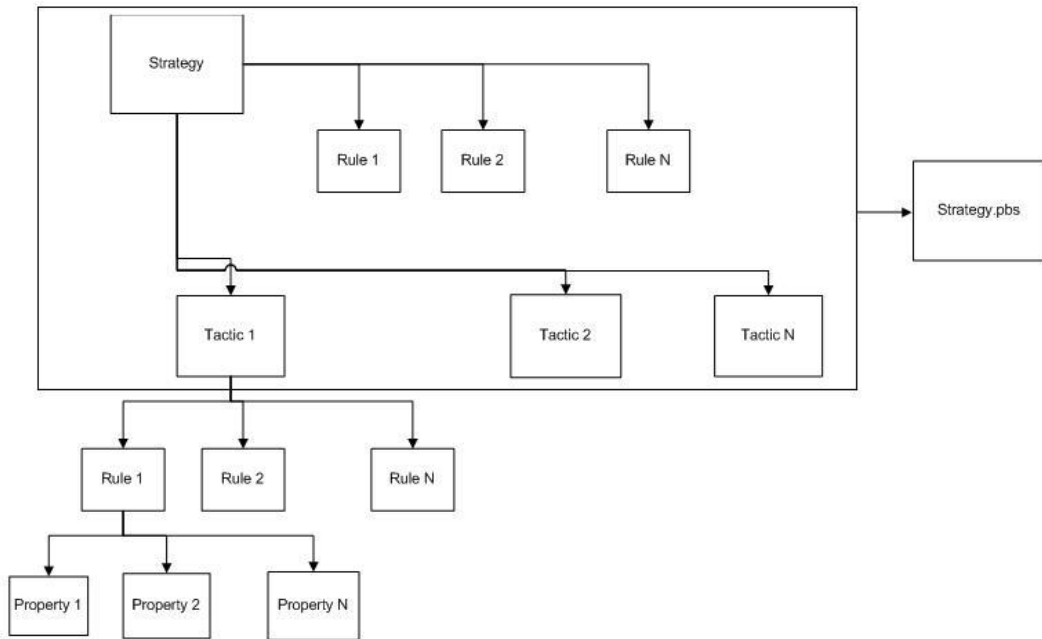 Strategy
Rule 1
Rule 2
Rule N
Strategy.pbs
Tactic 1
Tactic 2
Tactic N
Rule 1
Rule 2
Rule N
Property 1
Property 2
Property N